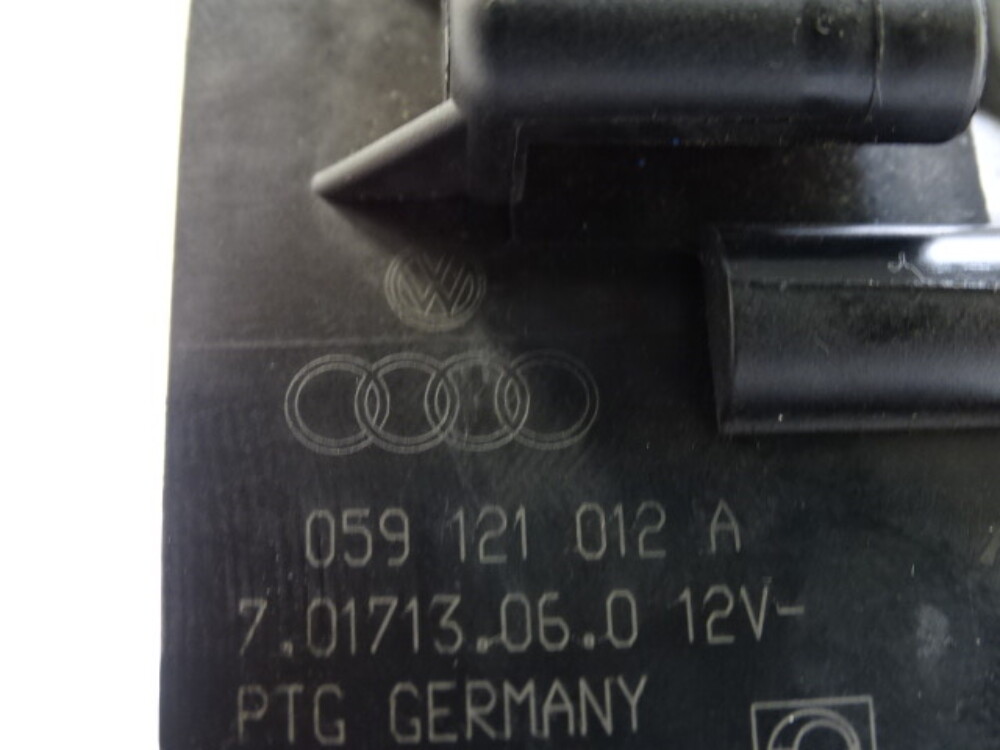 059 121 012 A
7.01713.06.0 12V-
PTG GERMANY